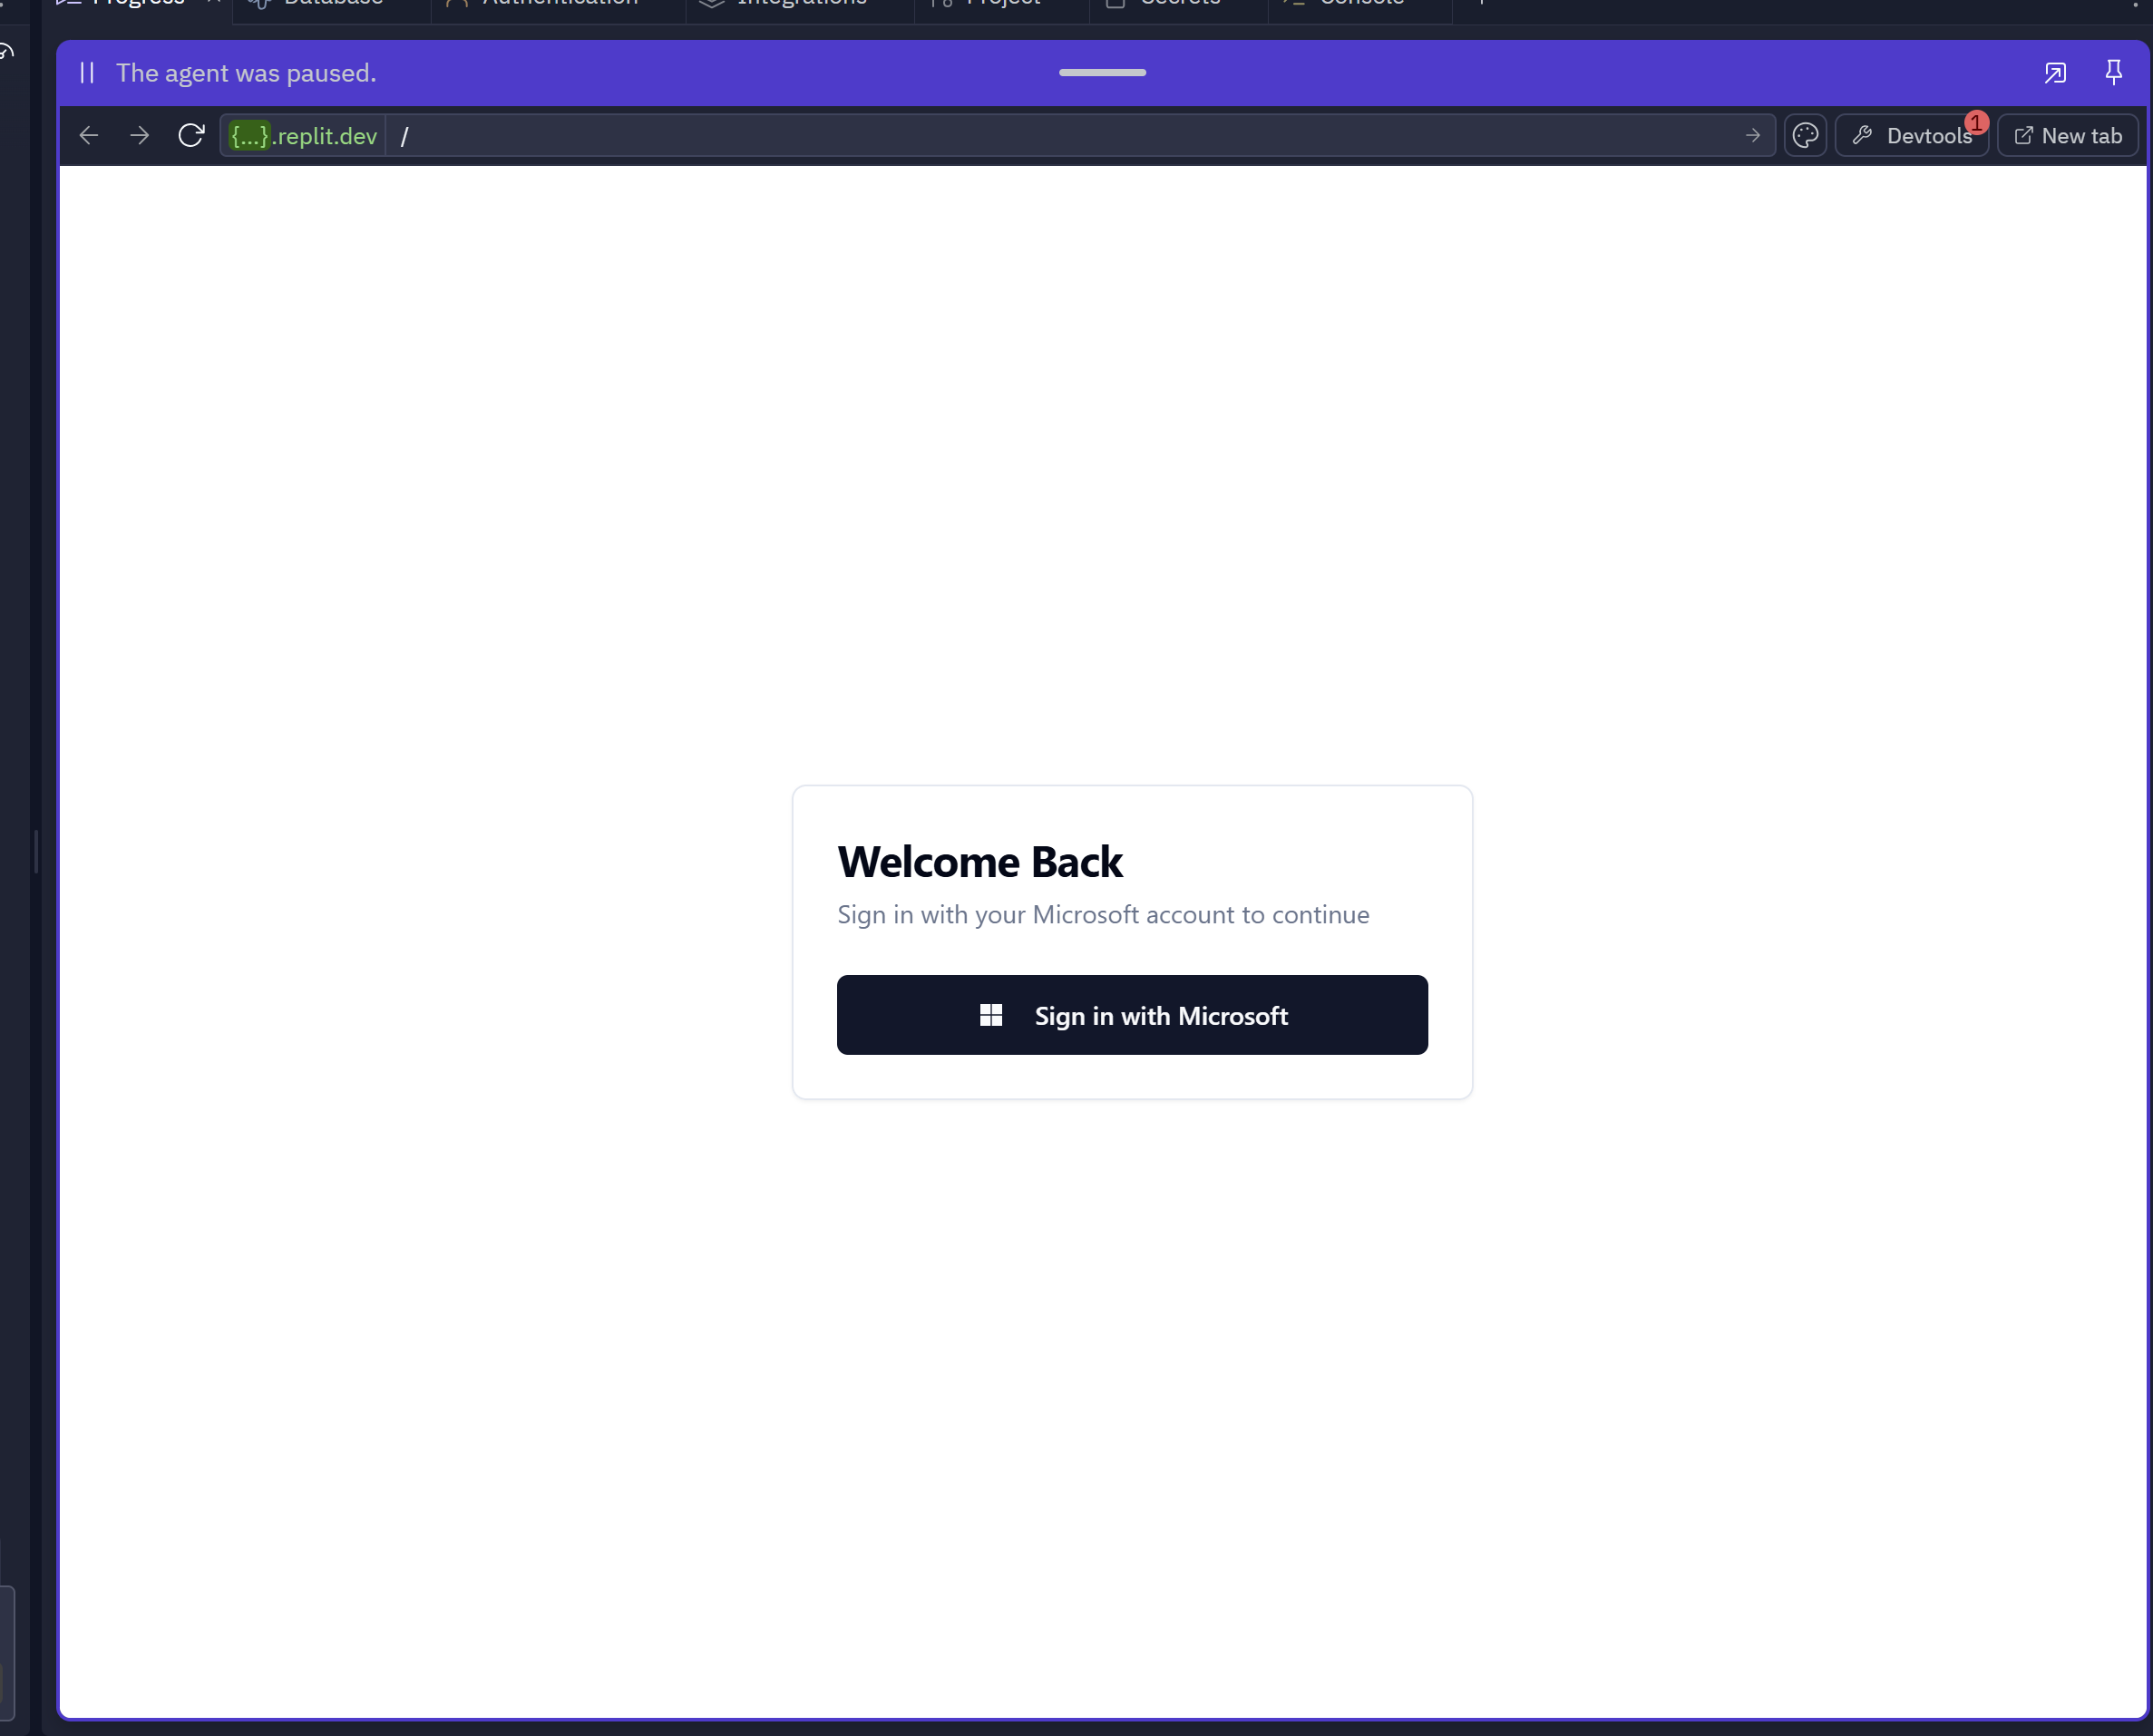 Progress Database Authentication Integrations Project Secrets Console
The agent was paused.
{...}.replit.dev / Devtools 1 New tab
Welcome Back
Sign in with your Microsoft account to continue
Sign in with Microsoft